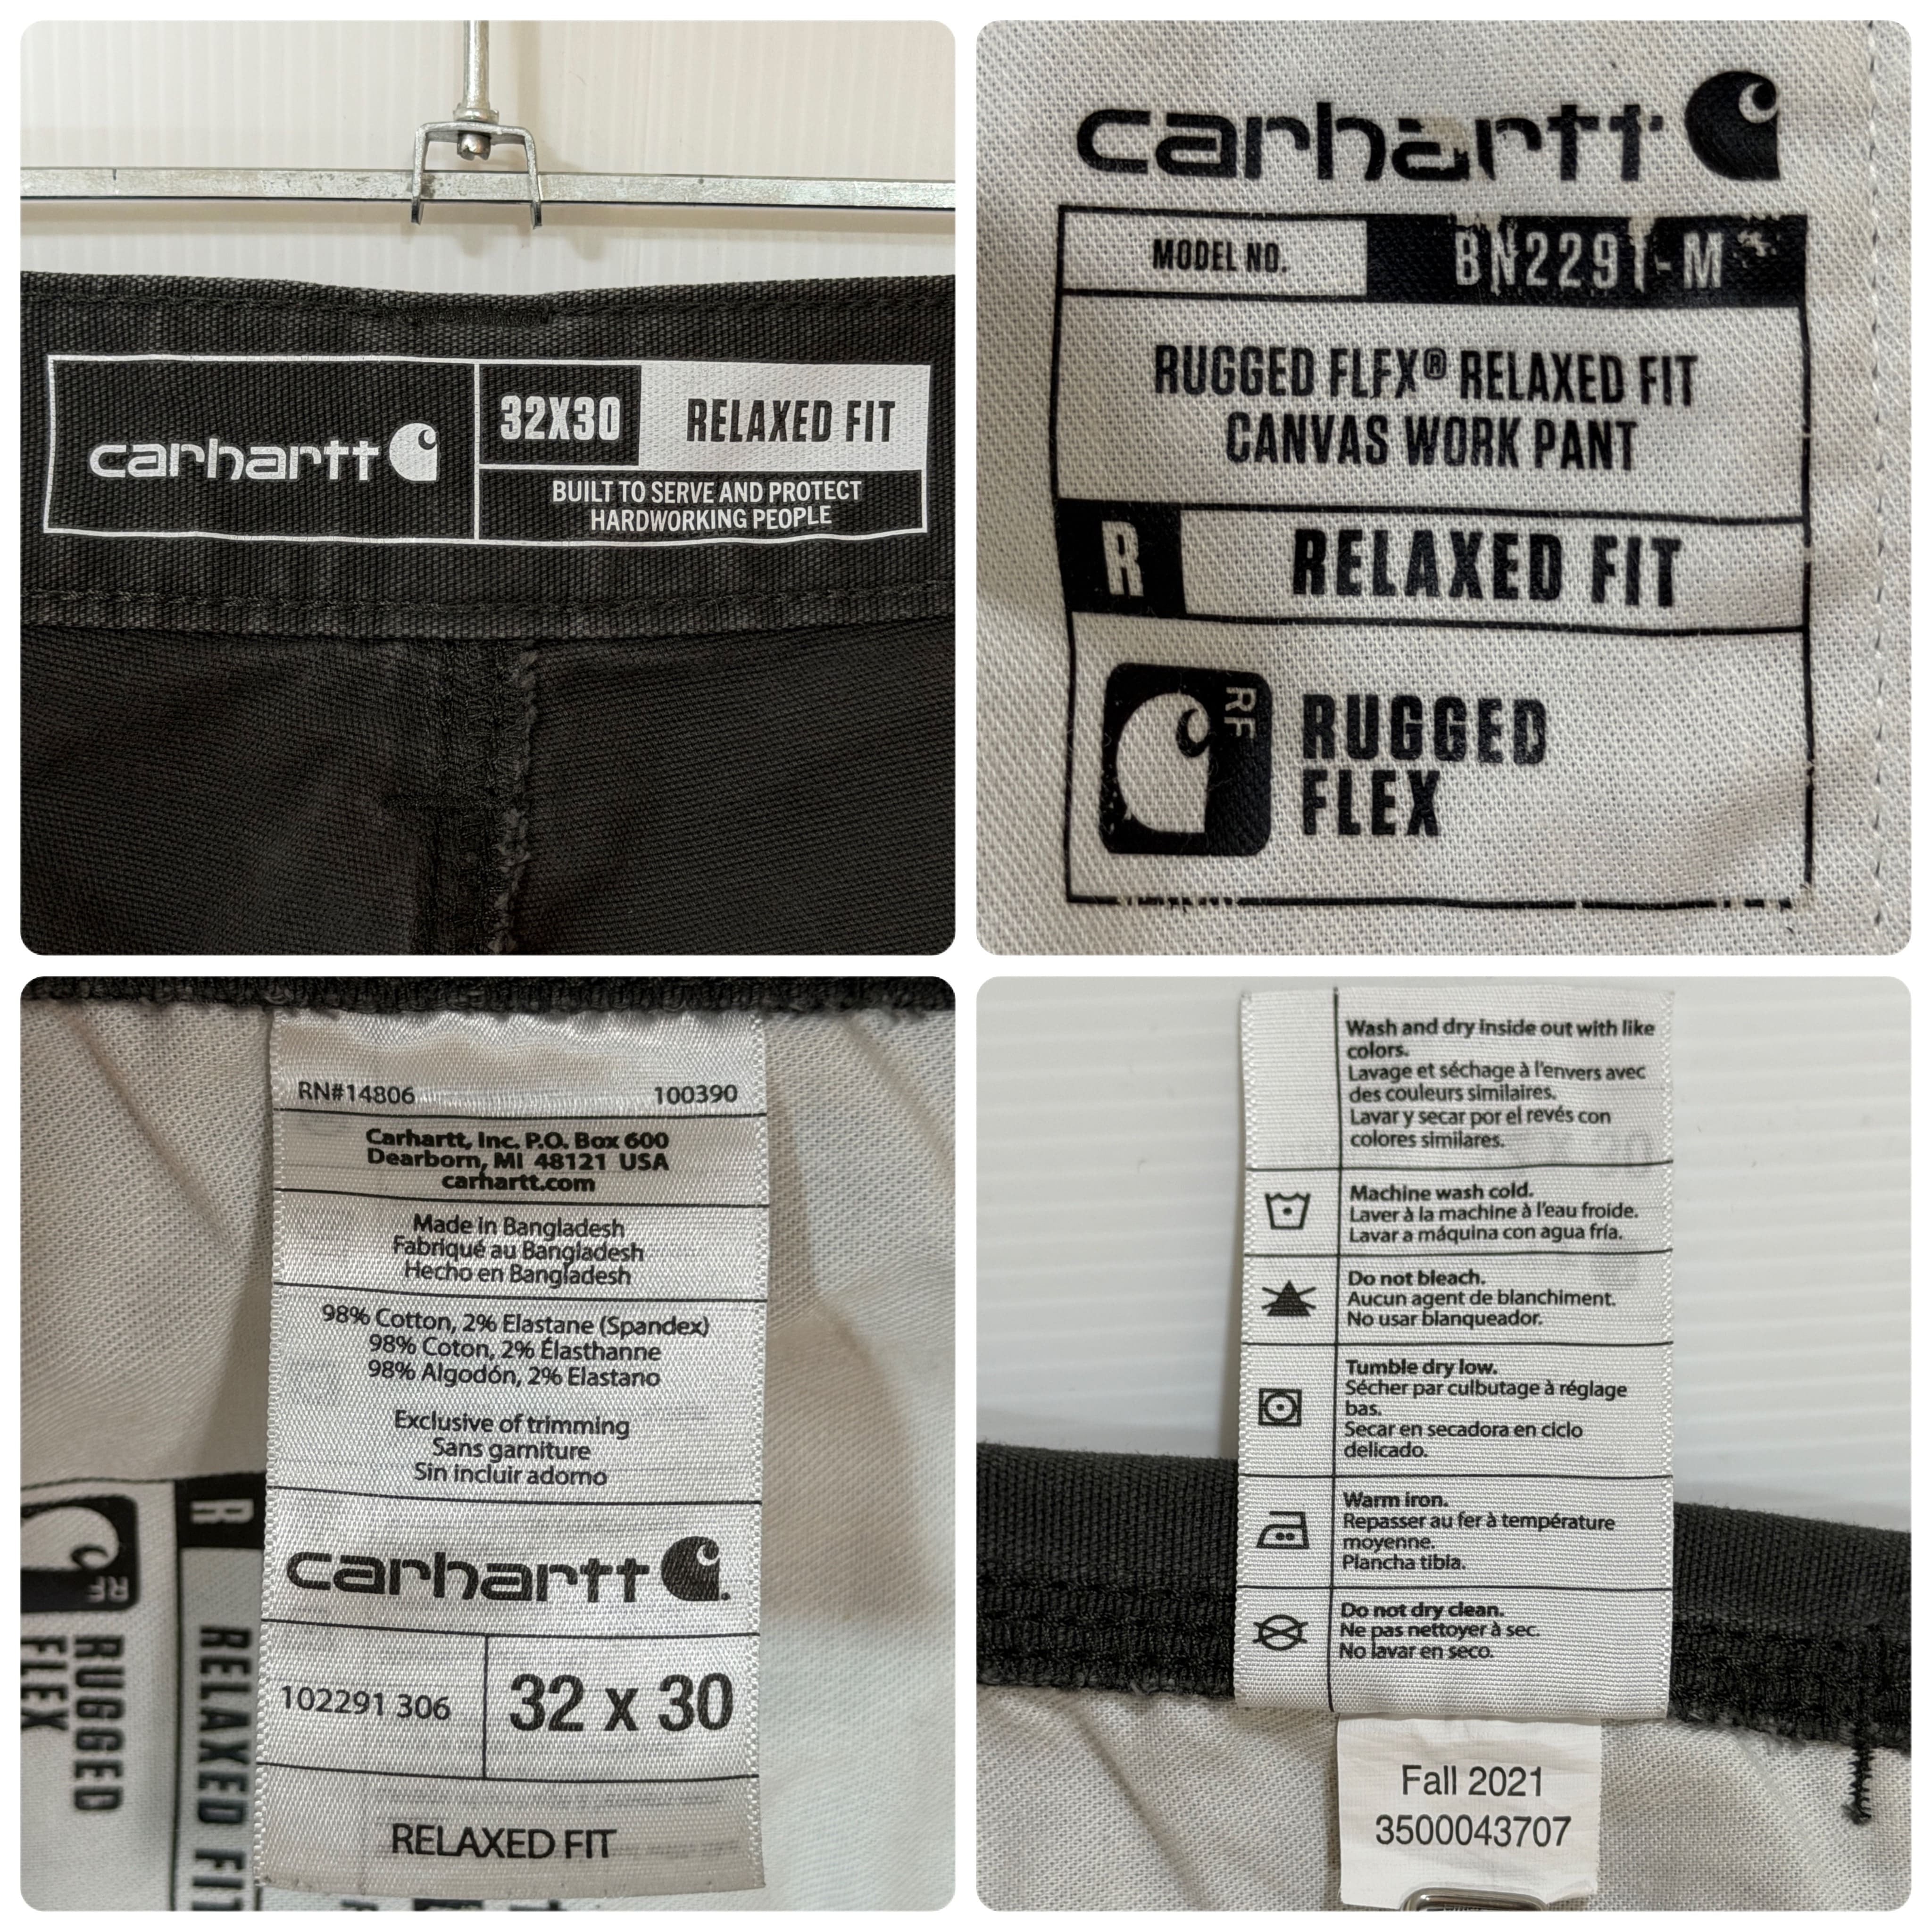 carhartt
32X30
RELAXED FIT
BUILT TO SERVE AND PROTECT
HARDWORKING PEOPLE
carhartt
MODEL NO.
BN2291-M
RUGGED FLEX® RELAXED FIT
CANVAS WORK PANT
R
RELAXED FIT
RF
RUGGED
FLEX
RN#14806
100390
Carhartt, Inc. P.O. Box 600
Dearborn, MI 48121 USA
carhartt.com
Made in Bangladesh
Fabriqué au Bangladesh
Hecho en Bangladesh
98% Cotton, 2% Elastane (Spandex)
98% Coton, 2% Élasthanne
98% Algodón, 2% Elastano
Exclusive of trimming
Sans garniture
Sin incluir adorno
carhartt
102291 306
32 x 30
RELAXED FIT
R
RELAXED FIT
RF
RUGGED
FLEX
Wash and dry inside out with like
colors.
Lavage et séchage à l'envers avec
des couleurs similaires.
Lavar y secar por el revés con
colores similares.
Machine wash cold.
Laver à la machine à l'eau froide.
Lavar a máquina con agua fría.
Do not bleach.
Aucun agent de blanchiment.
No usar blanqueador.
Tumble dry low.
Sécher par culbutage à réglage
bas.
Secar en secadora en ciclo
delicado.
Warm iron.
Repasser au fer à température
moyenne.
Plancha tibia.
Do not dry clean.
Ne pas nettoyer à sec.
No lavar en seco.
Fall 2021
3500043707